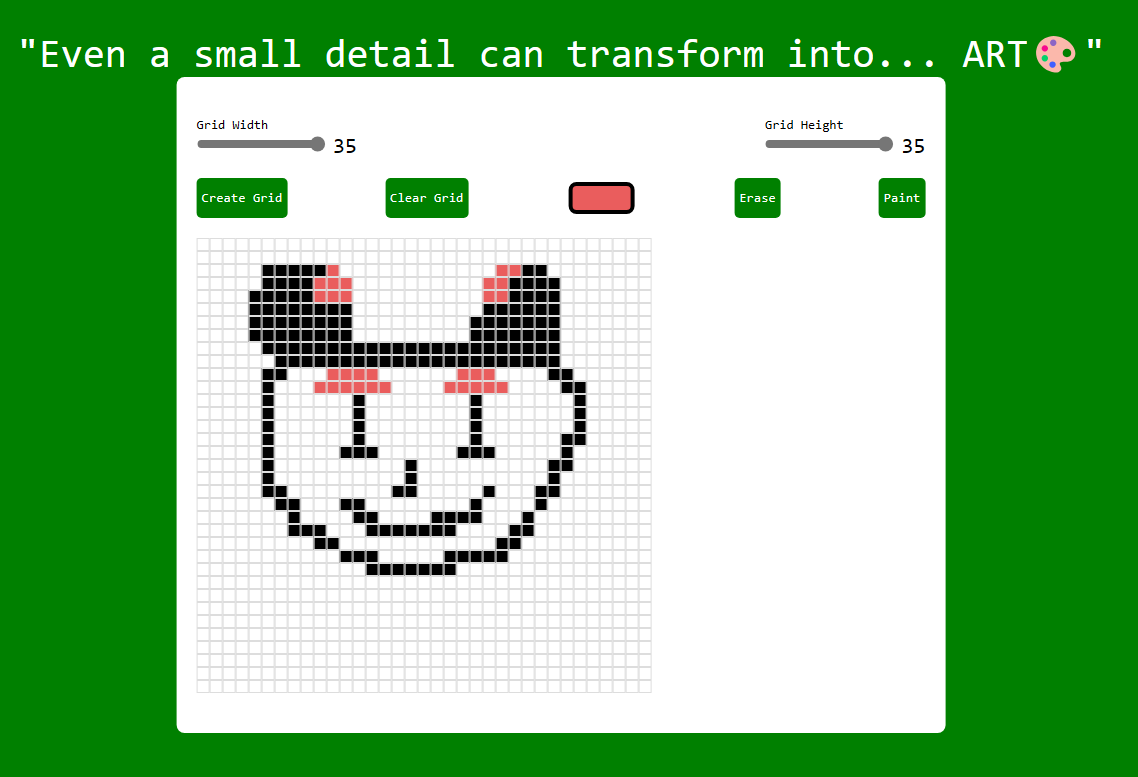 "Even a small detail can transform into... ART🎨"
Grid Width
35
Grid Height
35
Create Grid
Clear Grid
Erase
Paint